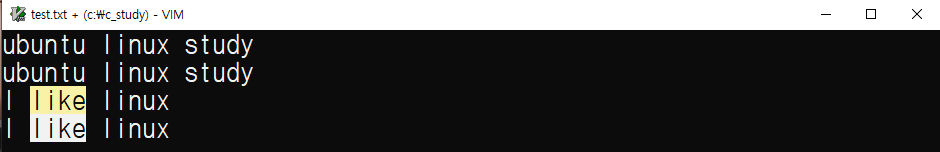 test.txt + (c:\c_study) - VIM
ubuntu linux study
ubuntu linux study
I like linux
I like linux